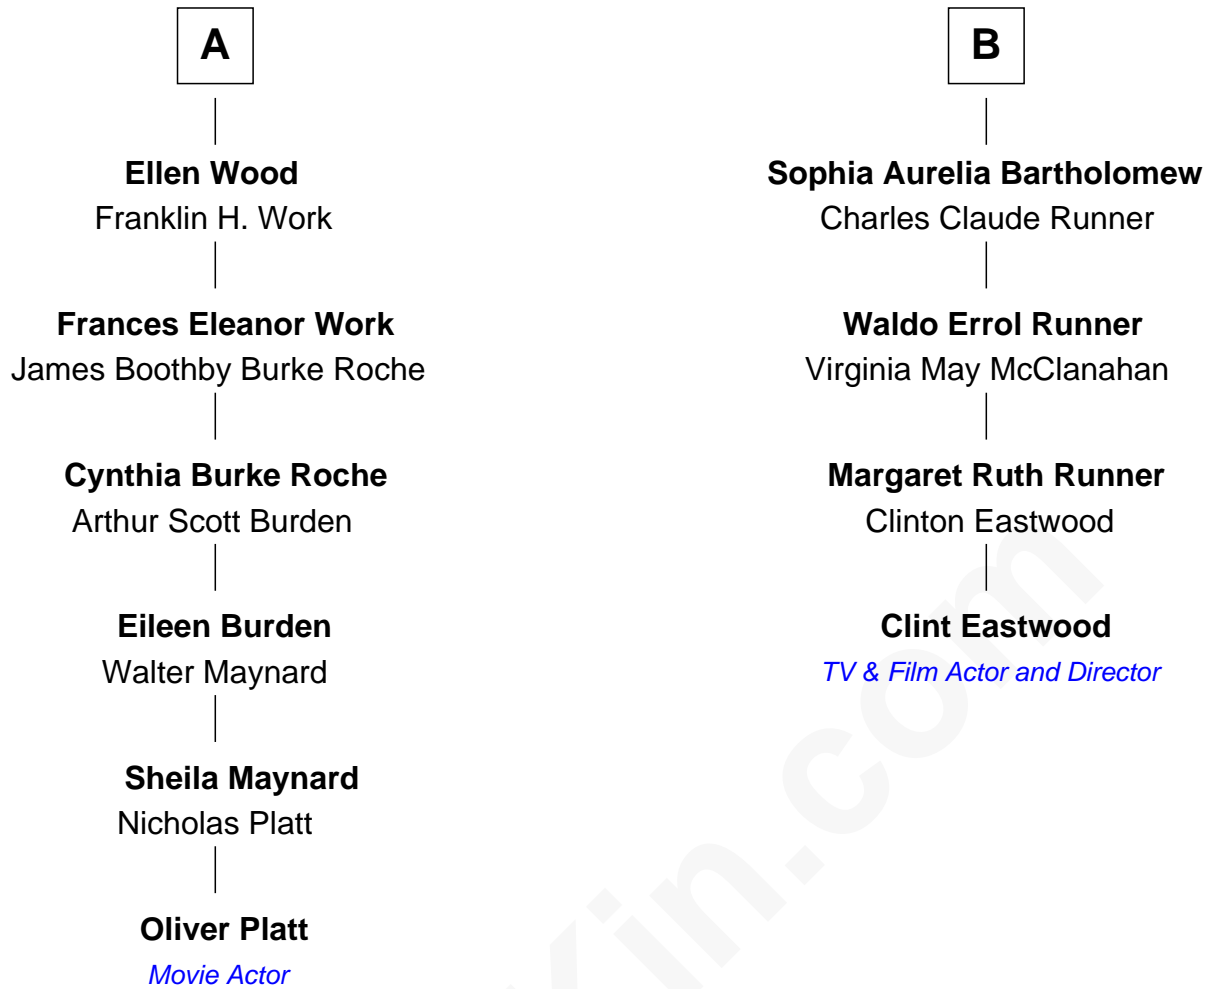 A
Ellen Wood
Franklin H. Work
Frances Eleanor Work
James Boothby Burke Roche
Cynthia Burke Roche
Arthur Scott Burden
Eileen Burden
Walter Maynard
Sheila Maynard
Nicholas Platt
Oliver Platt
Movie Actor
B
Sophia Aurelia Bartholomew
Charles Claude Runner
Waldo Errol Runner
Virginia May McClanahan
Margaret Ruth Runner
Clinton Eastwood
Clint Eastwood
TV & Film Actor and Director